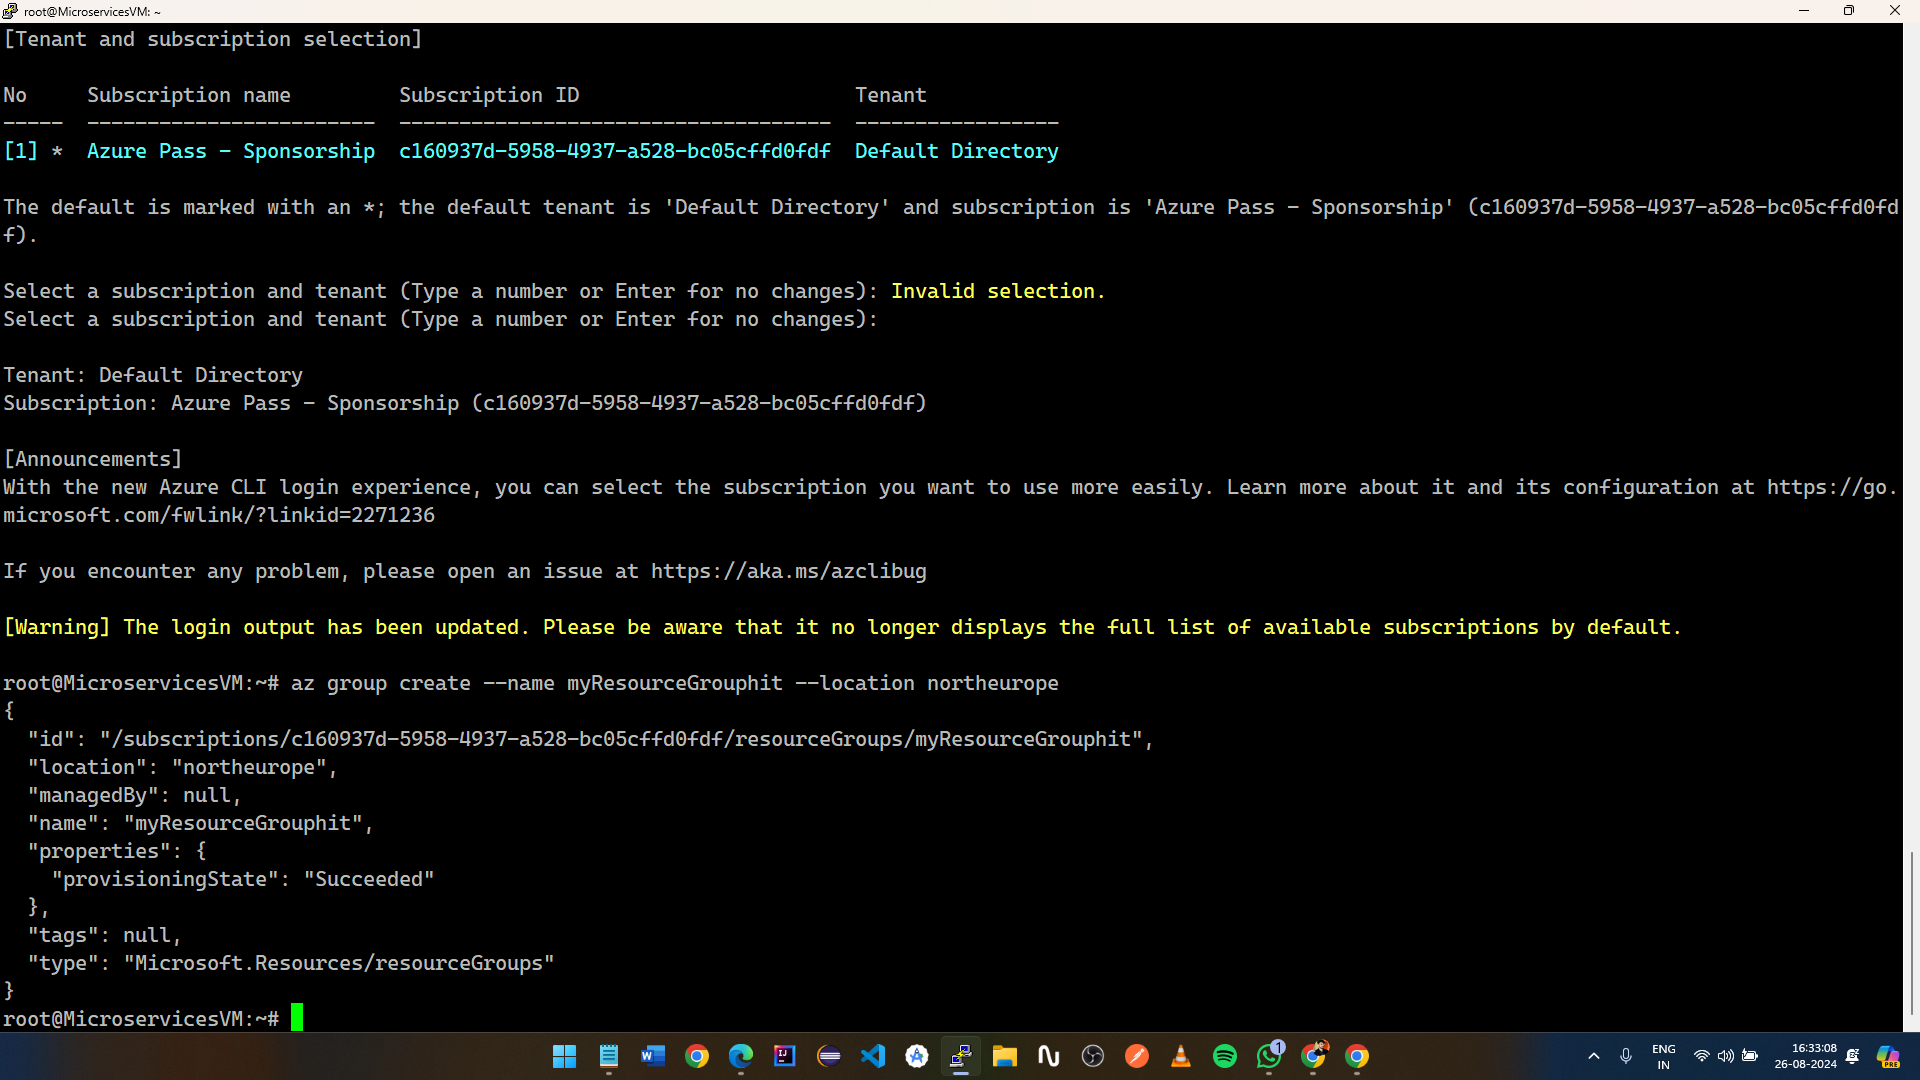 root@MicroservicesVM: ~
[Tenant and subscription selection]
No     Subscription name         Subscription ID                       Tenant
-----  ------------------------  ------------------------------------  -----------------
[1] *  Azure Pass - Sponsorship  c160937d-5958-4937-a528-bc05cffd0fdf  Default Directory
The default is marked with an *; the default tenant is 'Default Directory' and subscription is 'Azure Pass - Sponsorship' (c160937d-5958-4937-a528-bc05cffd0fd
f).
Select a subscription and tenant (Type a number or Enter for no changes): Invalid selection.
Select a subscription and tenant (Type a number or Enter for no changes):
Tenant: Default Directory
Subscription: Azure Pass - Sponsorship (c160937d-5958-4937-a528-bc05cffd0fdf)
[Announcements]
With the new Azure CLI login experience, you can select the subscription you want to use more easily. Learn more about it and its configuration at https://go.
microsoft.com/fwlink/?linkid=2271236
If you encounter any problem, please open an issue at https://aka.ms/azclibug
[Warning] The login output has been updated. Please be aware that it no longer displays the full list of available subscriptions by default.
root@MicroservicesVM:~# az group create --name myResourceGrouphit --location northeurope
{
  "id": "/subscriptions/c160937d-5958-4937-a528-bc05cffd0fdf/resourceGroups/myResourceGrouphit",
  "location": "northeurope",
  "managedBy": null,
  "name": "myResourceGrouphit",
  "properties": {
    "provisioningState": "Succeeded"
  },
  "tags": null,
  "type": "Microsoft.Resources/resourceGroups"
}
root@MicroservicesVM:~#
1
ENG
IN
16:33:08
26-08-2024
PRE